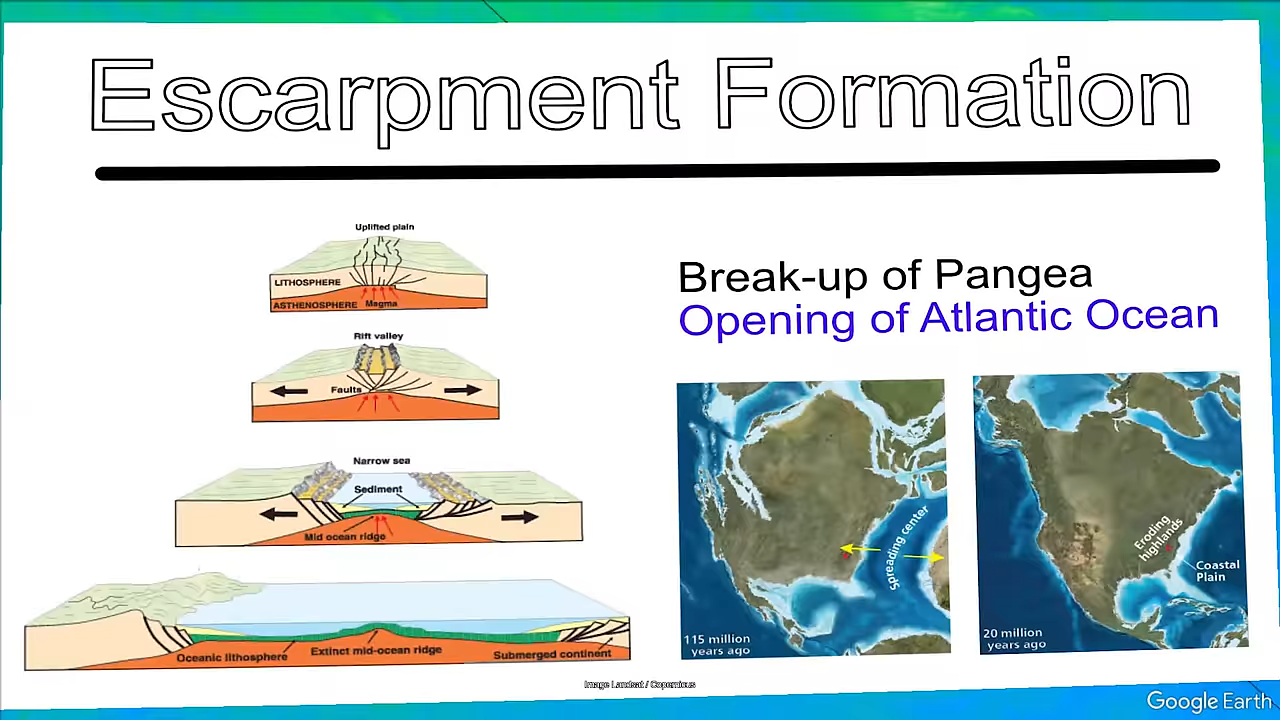 Escarpment Formation
Uplifted plain
LITHOSPHERE
ASTHENOSPHERE
Magma
Rift valley
Faults
Narrow sea
Sediment
Mid ocean ridge
Oceanic lithosphere
Extinct mid-ocean ridge
Submerged continent
Break-up of Pangea
Opening of Atlantic Ocean
Spreading center
115 million
years ago
Eroding
highlands
Coastal
Plain
20 million
years ago
Image Landsat / Copernicus
Google Earth